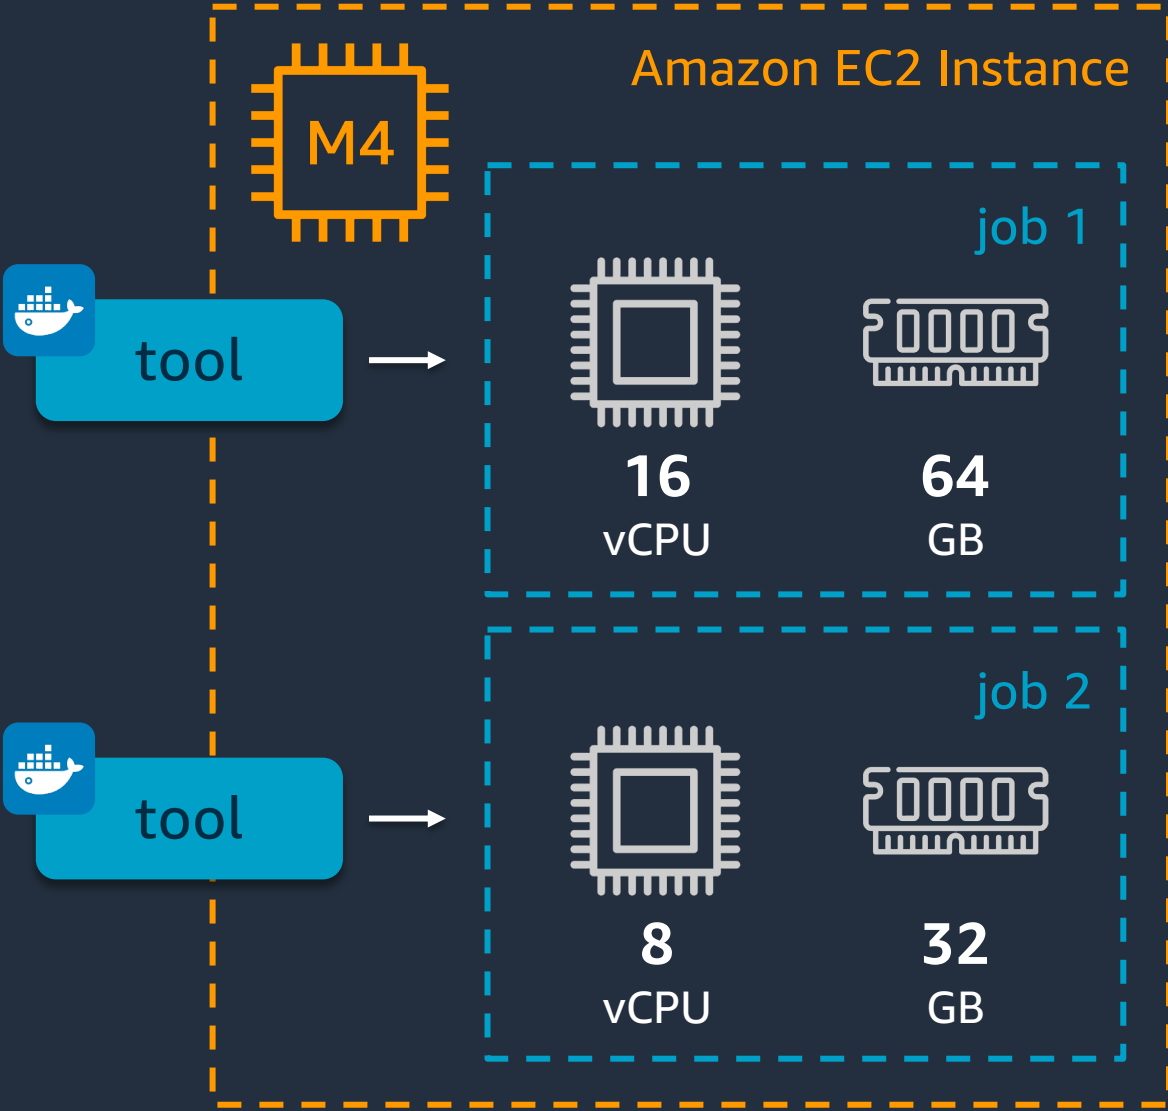 Amazon EC2 Instance
M4
job 1
tool
16
vCPU
64
GB
job 2
tool
8
vCPU
32
GB